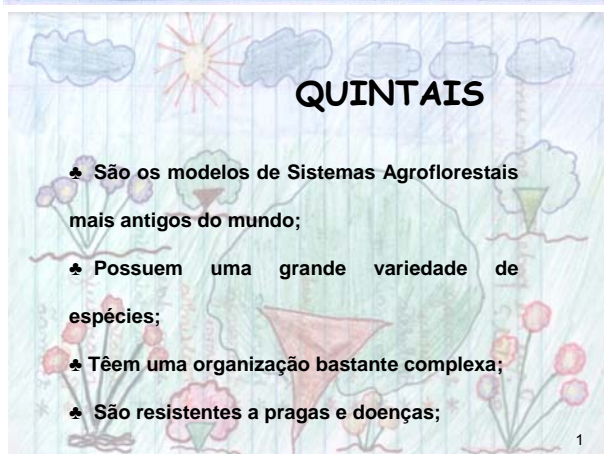 QUINTAIS
♣ São os modelos de Sistemas Agroflorestais
mais antigos do mundo;
♣ Possuem uma grande variedade de
espécies;
♣ Têem uma organização bastante complexa;
♣ São resistentes a pragas e doenças;
1